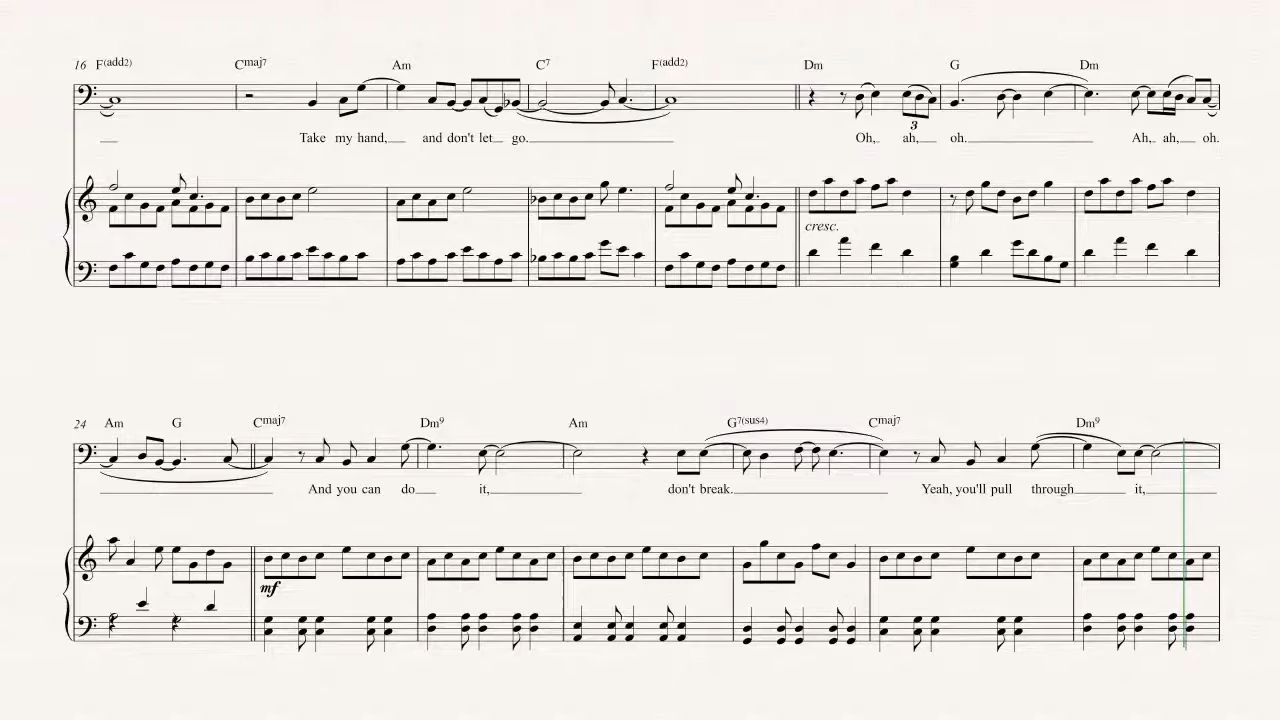 16 F(add2) Cmaj7 Am C7 F(add2) Dm G Dm
Take my hand, and don't let go. Oh, ah, oh. Ah, ah, oh.
3
cresc.
24 Am G Cmaj7 Dm9 Am G7(sus4) Cmaj7 Dm9
And you can do it, don't break. Yeah, you'll pull through it,
mf